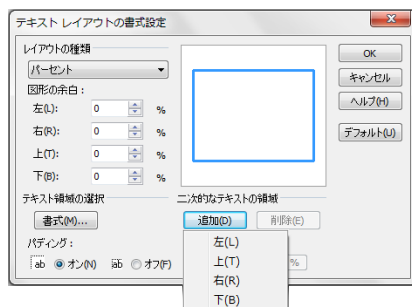 テキスト レイアウトの書式設定
レイアウトの種類
パーセント
図形の余白：
左(L): 0 %
右(R): 0 %
上(T): 0 %
下(B): 0 %
OK
キャンセル
ヘルプ(H)
デフォルト(U)
テキスト領域の選択
書式(M)...
パディング：
ab オン(N) ab オフ(F)
二次的なテキストの領域
追加(D) 削除(E)
左(L)
上(T)
右(R)
下(B)
%